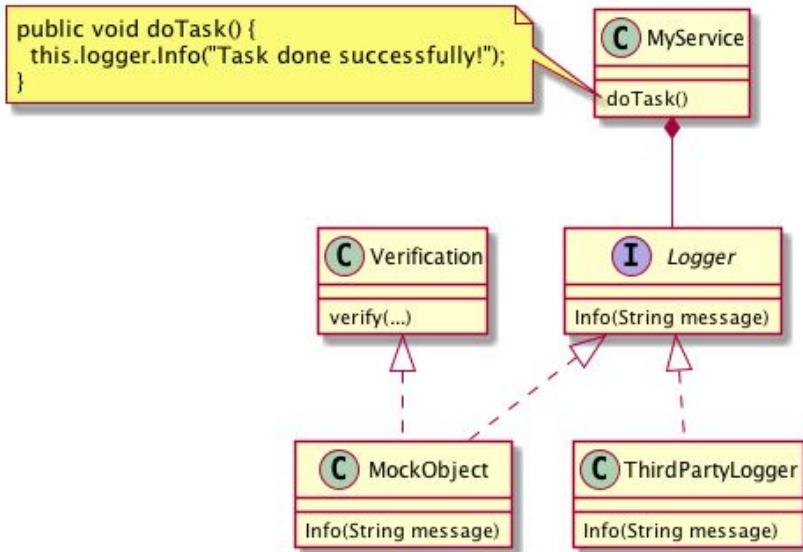 public void doTask() {
this.logger.Info("Task done successfully!");
}
C MyService
doTask()
C Verification
verify(...)
I Logger
Info(String message)
C MockObject
Info(String message)
C ThirdPartyLogger
Info(String message)